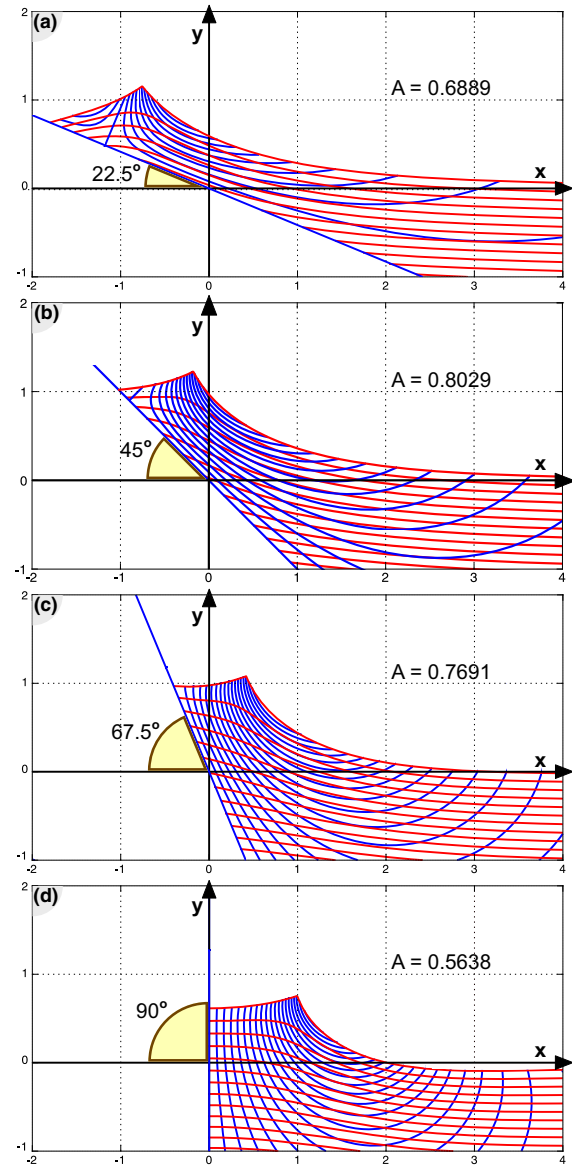 (a)
y
2
1
0
-1
A = 0.6889
x
22.5°
-2 -1 0 1 2 3 4
(b)
y
2
1
0
-1
A = 0.8029
x
45°
-2 -1 0 1 2 3 4
(c)
y
2
1
0
-1
A = 0.7691
x
67.5°
-2 -1 0 1 2 3 4
(d)
y
2
1
0
-1
A = 0.5638
x
90°
-2 -1 0 1 2 3 4